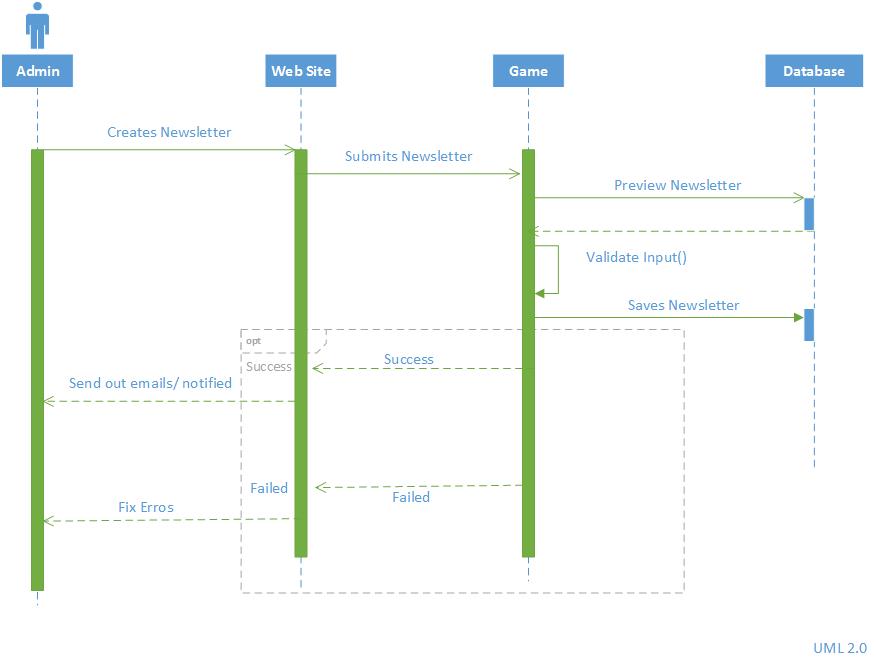 Admin
Web Site
Game
Database
Creates Newsletter
Submits Newsletter
Preview Newsletter
Validate Input()
Saves Newsletter
opt
Success
Success
Send out emails/ notified
Failed
Failed
Fix Erros
UML 2.0